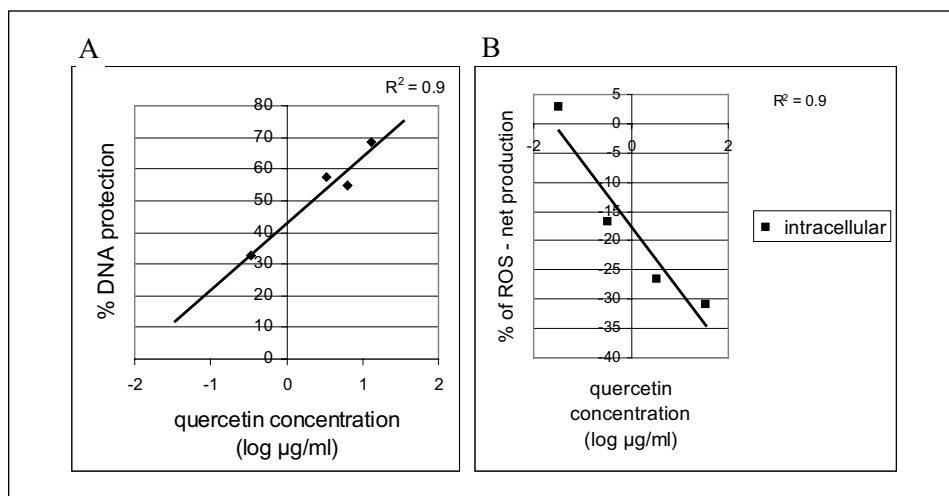 A
R² = 0.9
80
70
60
50
40
30
20
10
0
-2
-1
0
1
2
% DNA protection
quercetin concentration
(log µg/ml)
B
R² = 0.9
5
0
-5
-10
-15
-20
-25
-30
-35
-40
-2
0
2
% of ROS - net production
quercetin
concentration
(log µg/ml)
intracellular